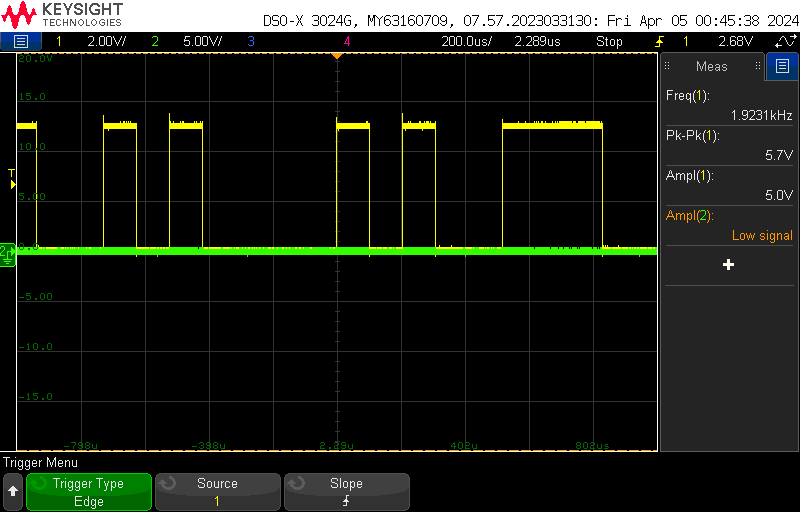 KEYSIGHT
TECHNOLOGIES
DSO-X 3024G, MY63160709, 07.57.2023033130: Fri Apr 05 00:45:38 2024
1 2.00V/ 2 5.00V/ 3 4 200.0us/ 2.289us Stop 1 2.68V
20.0V
15.0
10.0
5.00
0.0V
-5.00
-10.0
-15.0
-798u -398u 2.29u 402u 802us
T
2
Meas
Freq(1):
1.9231kHz
Pk-Pk(1):
5.7V
Ampl(1):
5.0V
Ampl(2):
Low signal
Trigger Menu
Trigger Type
Edge
Source
1
Slope